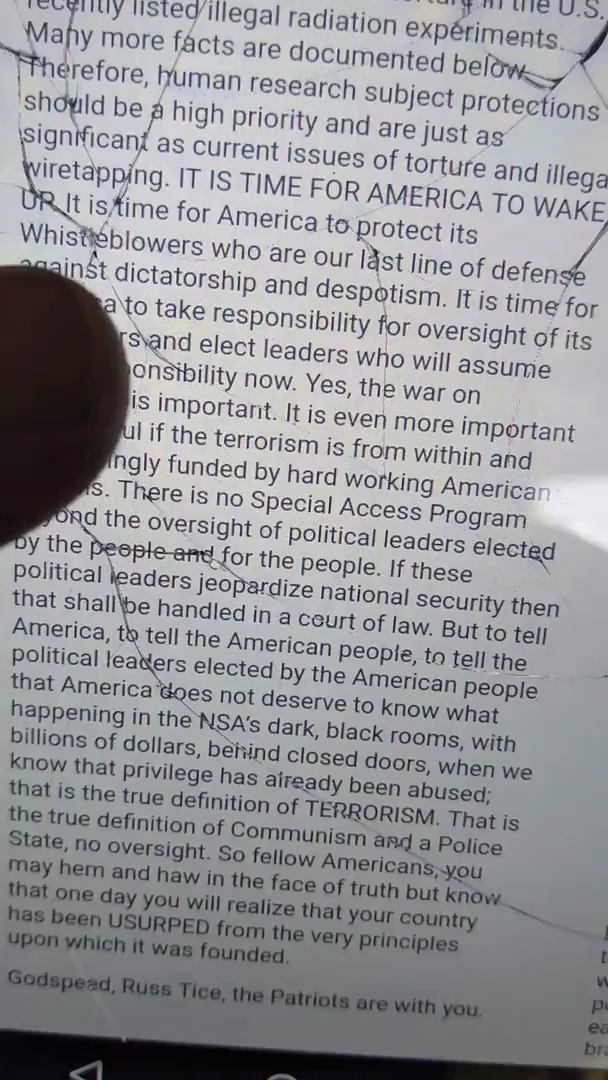 recently listed illegal radiation experiments.
in the U.S.
Many more facts are documented below
Therefore, human research subject protections
should be a high priority and are just as
significant as current issues of torture and illega
wiretapping. IT IS TIME FOR AMERICA TO WAKE
UP. It is time for America to protect its
Whistleblowers who are our last line of defense
against dictatorship and despotism. It is time for
to take responsibility for oversight of its
and elect leaders who will assume
now. Yes, the war on
is important. It is even more important
if the terrorism is from within and
funded by hard working American
There is no Special Access Program
the oversight of political leaders elected
by the people and for the people. If these
political leaders jeopardize national security then
that shall be handled in a court of law. But to tell
America, to tell the American people, to tell the
political leaders elected by the American people
that America does not deserve to know what
happening in the NSA's dark, black rooms, with
billions of dollars, behind closed doors, when we
know that privilege has already been abused;
that is the true definition of TERRORISM. That is
the true definition of Communism and a Police
State, no oversight. So fellow Americans, you
may hem and haw in the face of truth but know
that one day you will realize that your country
has been USURPED from the very principles
upon which it was founded.
Godspeed, Russ Tice, the Patriots are with you.